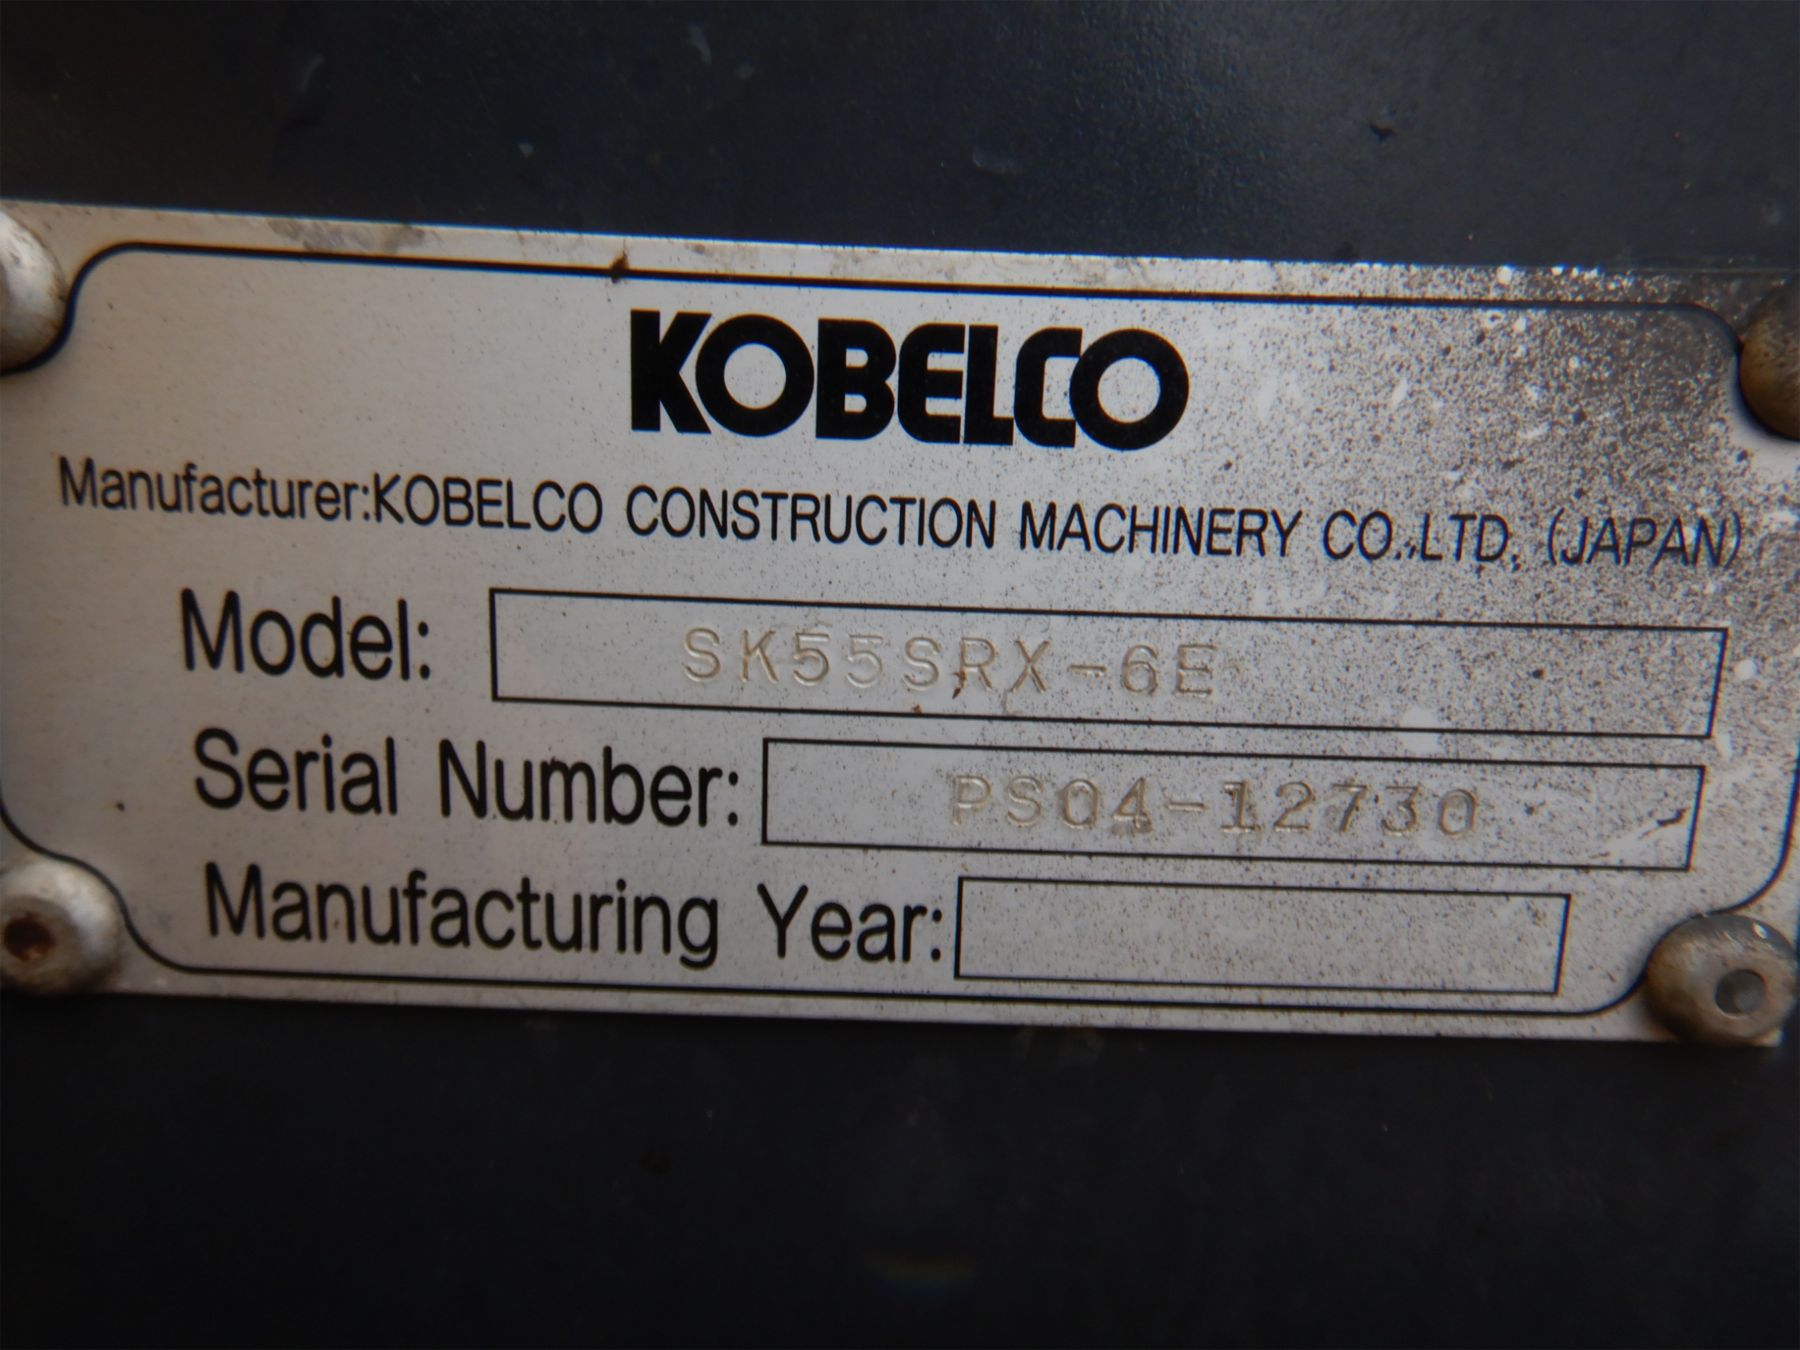 KOBELCO
Manufacturer:KOBELCO CONSTRUCTION MACHINERY CO.,LTD. (JAPAN)
Model: SK55SRX-6E
Serial Number: PS04-12730
Manufacturing Year: